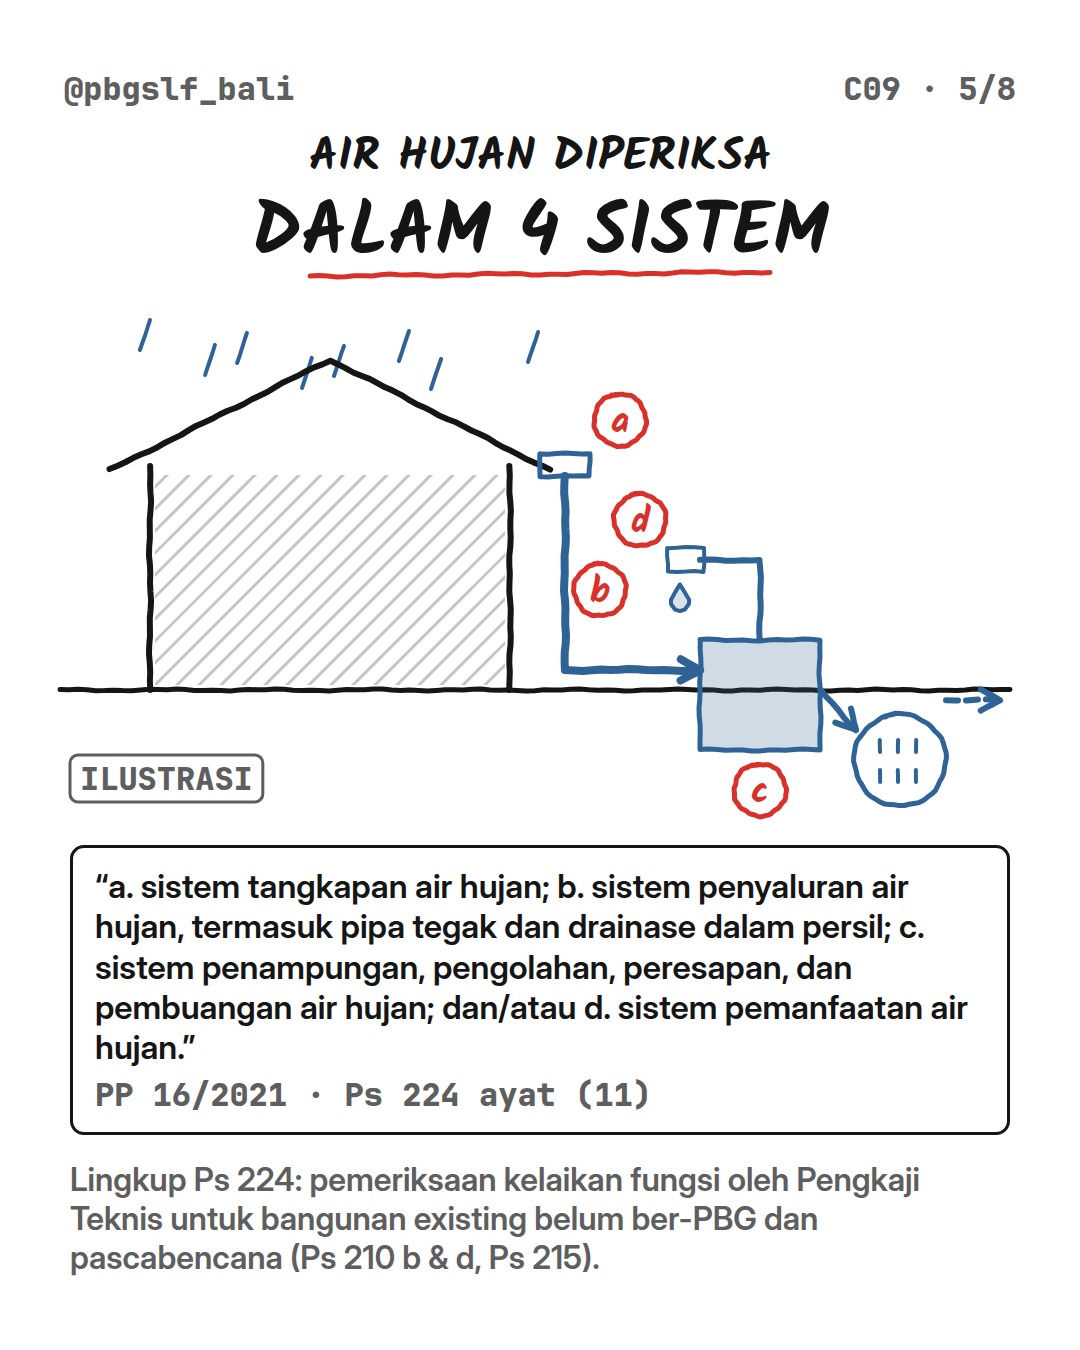 @pbgslf_bali
C09 · 5/8
AIR HUJAN DIPERIKSA
DALAM 4 SISTEM
a
d
b
c
ILUSTRASI
“a. sistem tangkapan air hujan; b. sistem penyaluran air
hujan, termasuk pipa tegak dan drainase dalam persil; c.
sistem penampungan, pengolahan, peresapan, dan
pembuangan air hujan; dan/atau d. sistem pemanfaatan air
hujan.”
PP 16/2021 · Ps 224 ayat (11)
Lingkup Ps 224: pemeriksaan kelaikan fungsi oleh Pengkaji
Teknis untuk bangunan existing belum ber-PBG dan
pascabencana (Ps 210 b & d, Ps 215).